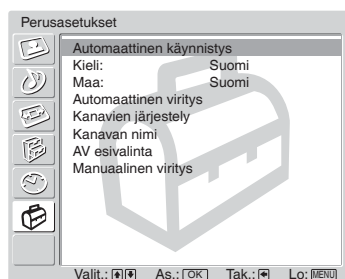 Perusasetukset
Automaattinen käynnistys
Kieli: Suomi
Maa: Suomi
Automaattinen viritys
Kanavien järjestely
Kanavan nimi
AV esivalinta
Manuaalinen viritys
Valit.: As.: OK Tak.: Lo: MENU